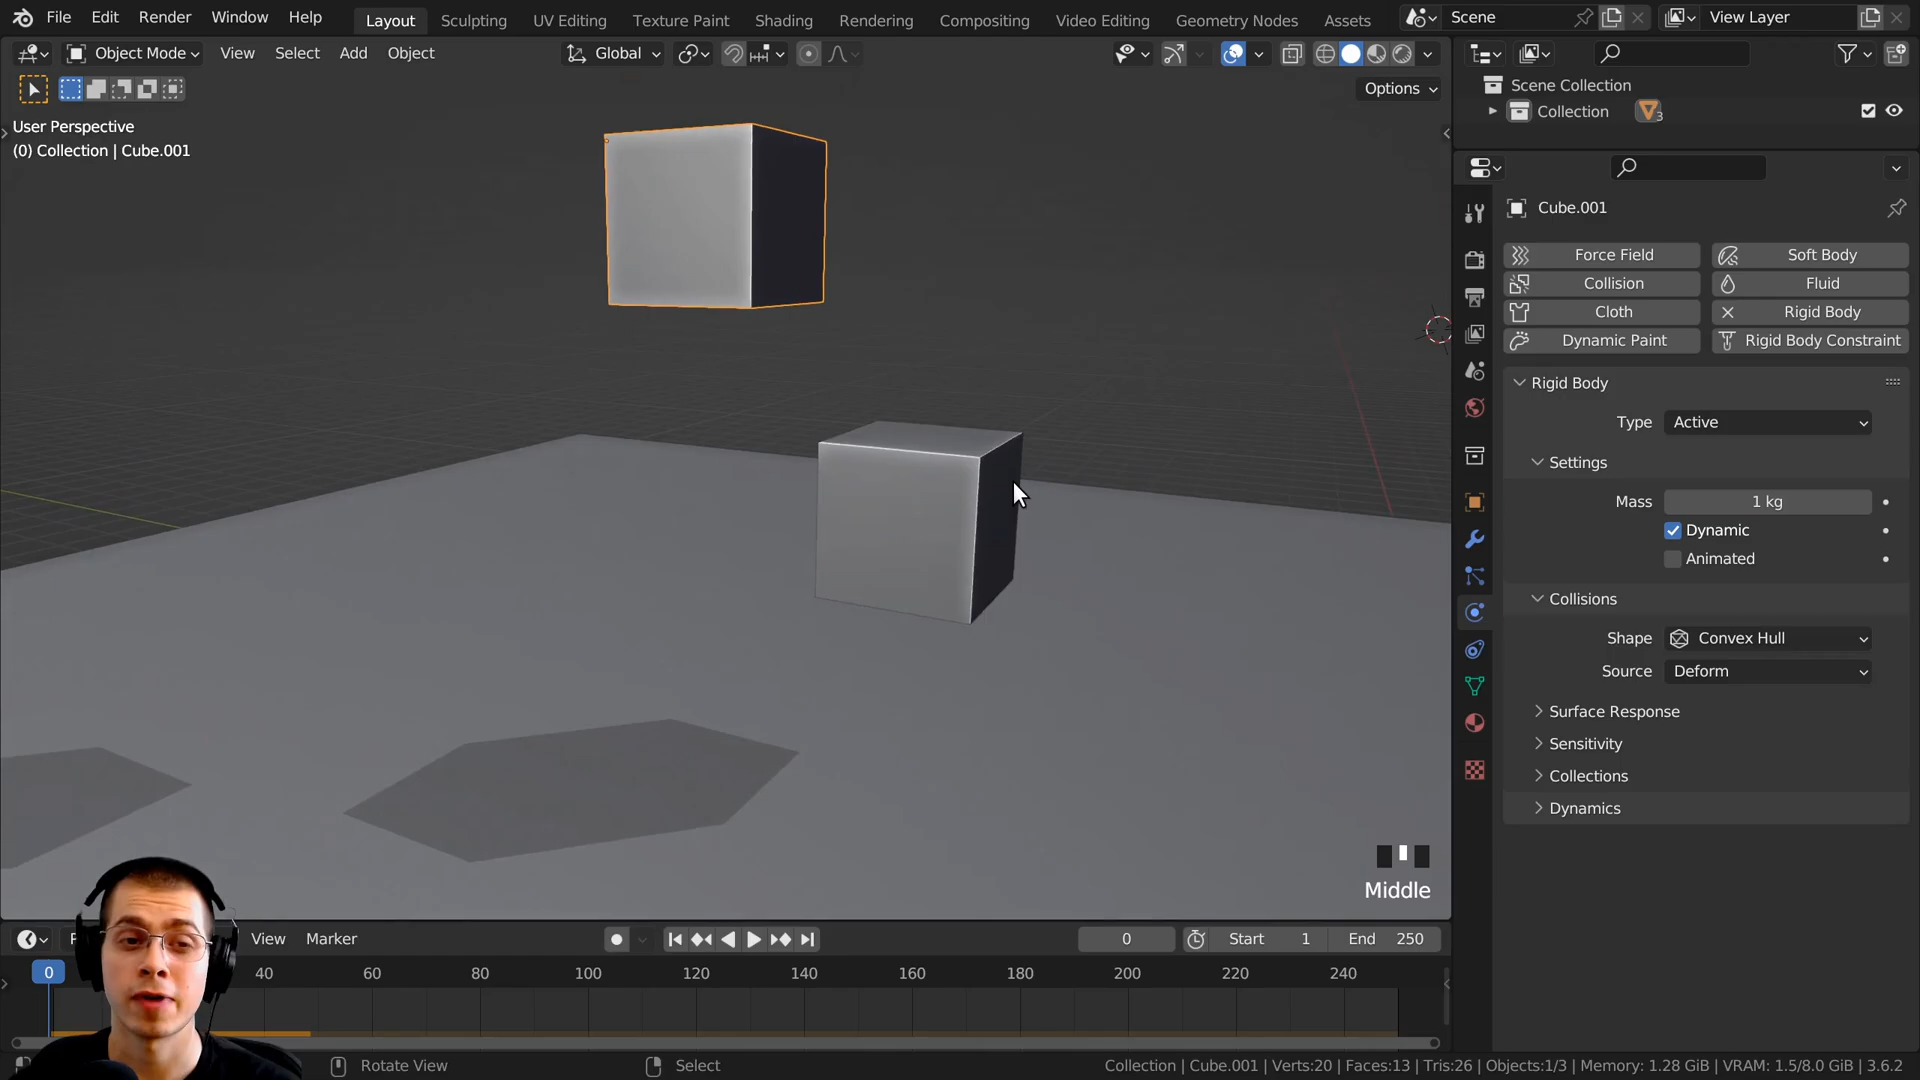 File Edit Render Window Help Layout Sculpting UV Editing Texture Paint Shading Rendering Compositing Video Editing Geometry Nodes Assets Scene View Layer
Object Mode View Select Add Object Global
Options
User Perspective
(0) Collection | Cube.001
Scene Collection
Collection 3
Cube.001
Force Field Soft Body
Collision Fluid
Cloth Rigid Body
Dynamic Paint Rigid Body Constraint
Rigid Body
Type Active
Settings
Mass 1 kg
Dynamic
Animated
Collisions
Shape Convex Hull
Source Deform
Surface Response
Sensitivity
Collections
Dynamics
Middle
View Marker 0 Start 1 End 250
0 40 60 80 100 120 140 160 180 200 220 240
Rotate View Select Collection | Cube.001 | Verts:20 | Faces:13 | Tris:26 | Objects:1/3 | Memory: 1.28 GiB | VRAM: 1.5/8.0 GiB | 3.6.2